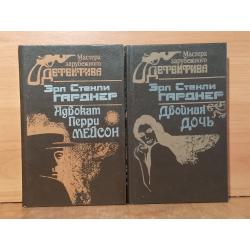 Мастера
зарубежного
Детектива
Эрл Стенли
ГАРДНЕР
Адвокат
Перри
МЕЙСОН
Мастера
зарубежного
Детектива
Эрл Стенли
ГАРДНЕР
Двойная
дочь